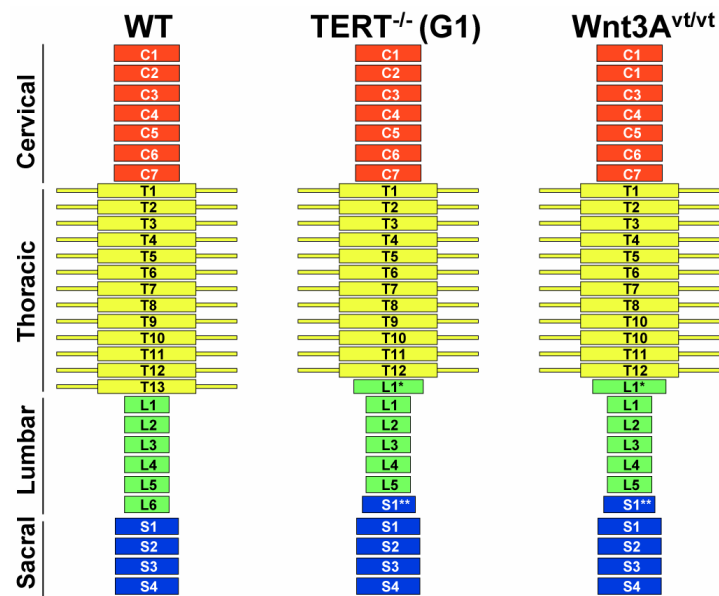 WT TERT-/- (G1) Wnt3Avt/vt
Cervical
C1 C1 C1
C2 C2 C1
C3 C3 C3
C4 C4 C4
C5 C5 C5
C6 C6 C6
C7 C7 C7
Thoracic
T1 T1 T1
T2 T2 T2
T3 T3 T3
T4 T4 T4
T5 T5 T5
T6 T6 T6
T7 T7 T7
T8 T8 T8
T9 T9 T10
T10 T10 T10
T11 T11 T11
T12 T12 T12
T13 L1* L1*
Lumbar
L1 L1 L1
L2 L2 L2
L3 L3 L3
L4 L4 L4
L5 L5 L5
L6 S1** S1**
Sacral
S1 S1 S1
S2 S2 S2
S3 S3 S3
S4 S4 S4